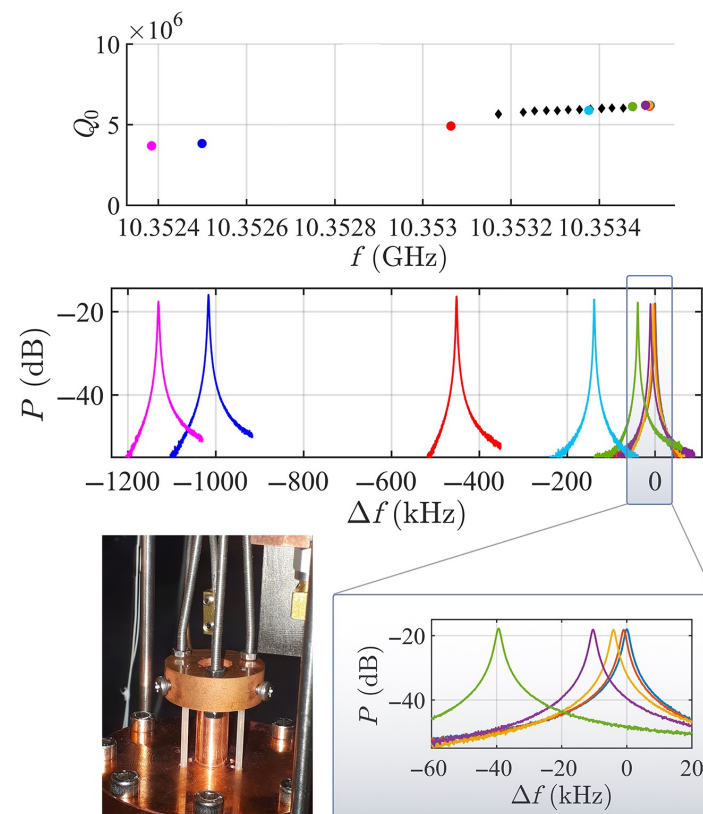 ×10⁶
10
5
0
Q₀
10.3524 10.3526 10.3528 10.353 10.3532 10.3534
f (GHz)
−20
−40
P (dB)
−1200 −1000 −800 −600 −400 −200 0
Δf (kHz)
−20
−40
P (dB)
−60 −40 −20 0 20
Δf (kHz)